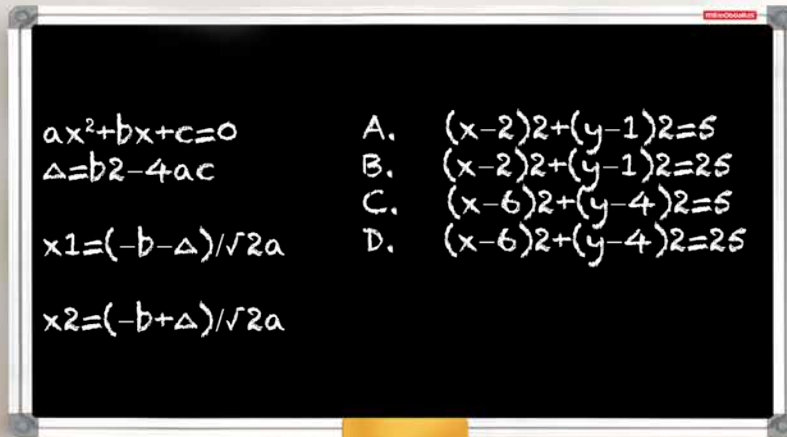 ax²+bx+c=0
△=b2-4ac
x1=(-b-△)/√2a
x2=(-b+△)/√2a
A. (x-2)2+(y-1)2=5
B. (x-2)2+(y-1)2=25
C. (x-6)2+(y-4)2=5
D. (x-6)2+(y-4)2=25